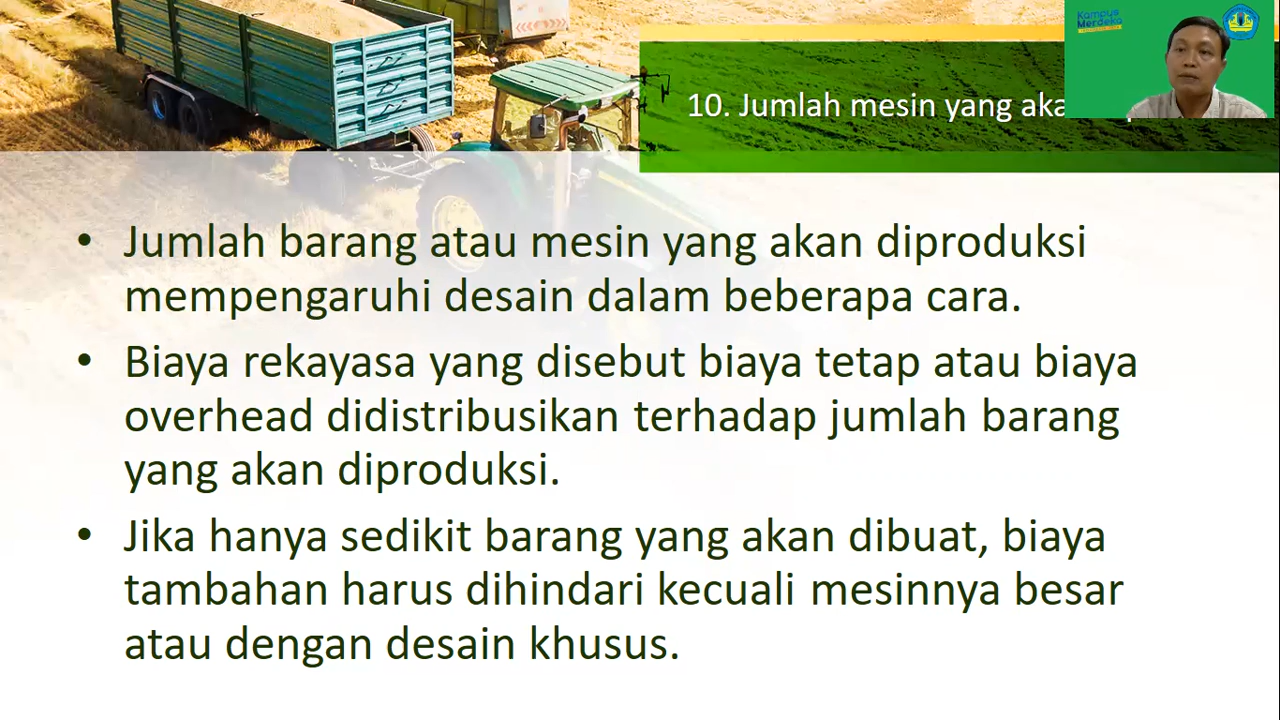 10. Jumlah mesin yang aka
Kampus
Merdeka
• Jumlah barang atau mesin yang akan diproduksi
mempengaruhi desain dalam beberapa cara.
• Biaya rekayasa yang disebut biaya tetap atau biaya
overhead didistribusikan terhadap jumlah barang
yang akan diproduksi.
• Jika hanya sedikit barang yang akan dibuat, biaya
tambahan harus dihindari kecuali mesinnya besar
atau dengan desain khusus.